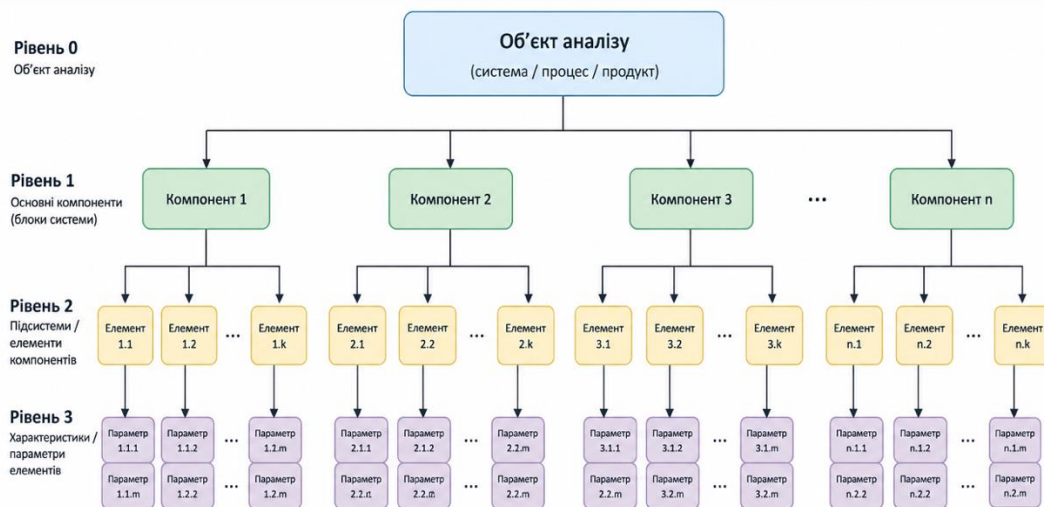 Рівень 0
Об’єкт аналізу
Об’єкт аналізу
(система / процес / продукт)
Рівень 1
Основні компоненти
(блоки системи)
Компонент 1
Компонент 2
Компонент 3
...
Компонент n
Рівень 2
Підсистеми /
елементи
компонентів
Елемент
1.1
Елемент
1.2
...
Елемент
1.k
Елемент
2.1
Елемент
2.2
...
Елемент
2.k
Елемент
3.1
Елемент
3.2
...
Елемент
3.k
Елемент
n.1
Елемент
n.2
...
Елемент
n.k
Рівень 3
Характеристики /
параметри
елементів
Параметр
1.1.1
Параметр
1.1.2
...
Параметр
1.1.m
Параметр
2.1.1
Параметр
2.1.2
...
Параметр
2.2.m
Параметр
3.1.1
Параметр
3.1.2
...
Параметр
3.1.m
Параметр
n.1.1
Параметр
n.1.2
...
Параметр
n.1.m
Параметр
1.1.m
Параметр
1.2.2
...
Параметр
1.2.m
Параметр
Параметр
...
Параметр
2.2.m
Параметр
2.2.m
Параметр
3.2.2
...
Параметр
3.2.m
Параметр
n.2.2
Параметр
n.2.2
...
Параметр
n.2.m